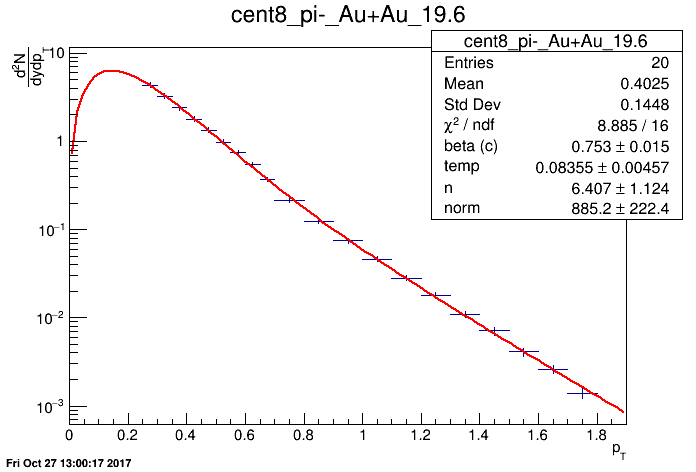 cent8_pi-_Au+Au_19.6
cent8_pi-_Au+Au_19.6
Entries 20
Mean 0.4025
Std Dev 0.1448
χ² / ndf 8.885 / 16
beta (c) 0.753 ± 0.015
temp 0.08355 ± 0.00457
n 6.407 ± 1.124
norm 885.2 ± 222.4
d²N
dydp_T
10
1
10⁻¹
10⁻²
10⁻³
0 0.2 0.4 0.6 0.8 1 1.2 1.4 1.6 1.8
p_T
Fri Oct 27 13:00:17 2017